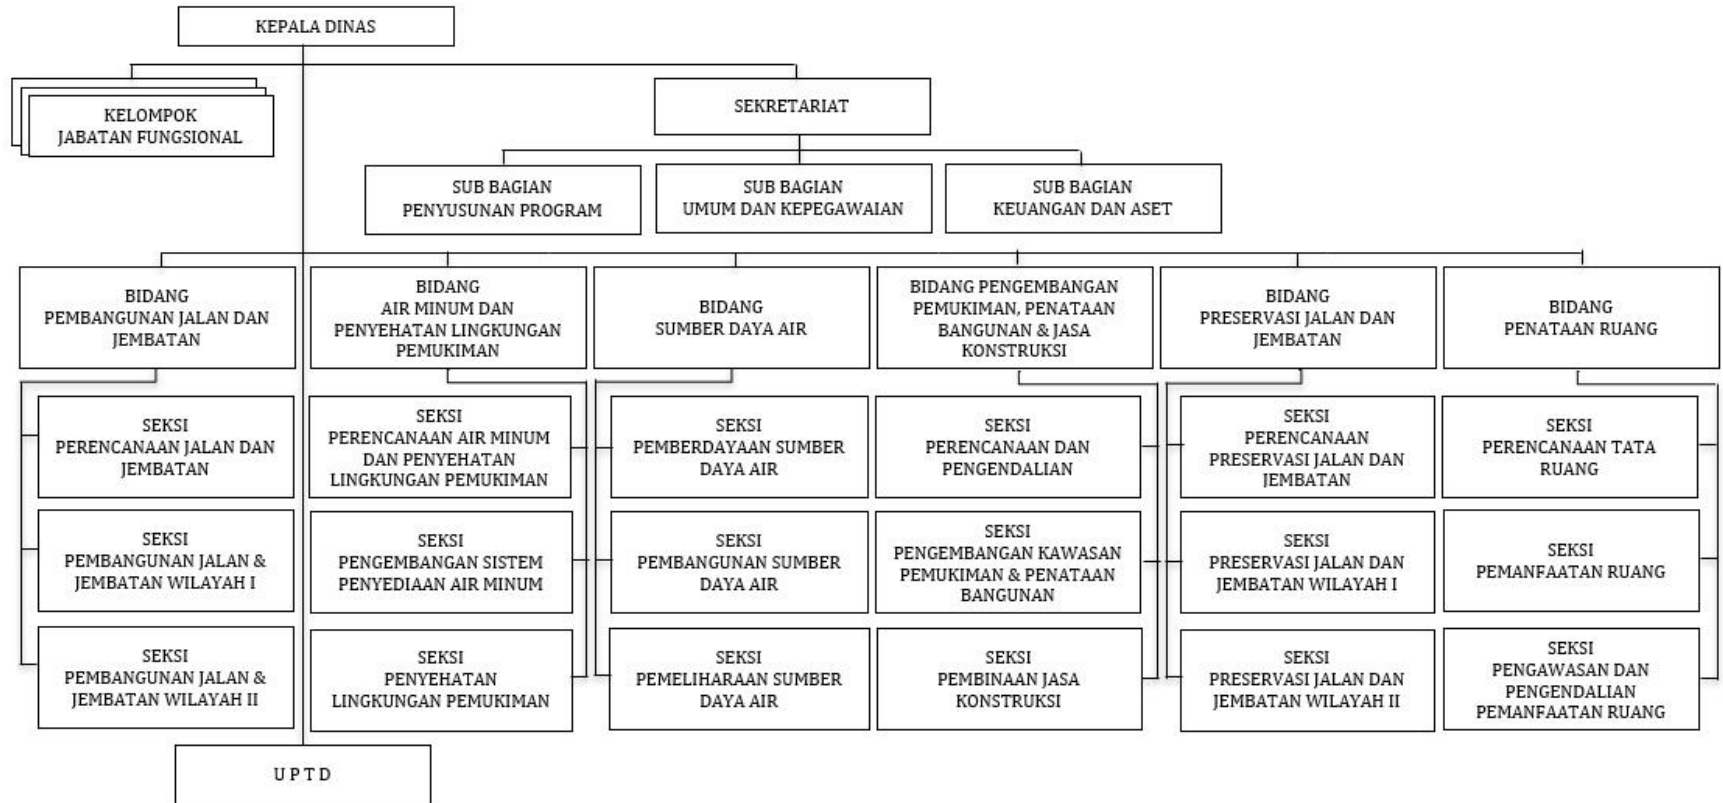 KEPALA DINAS
KELOMPOK
JABATAN FUNGSIONAL
SEKRETARIAT
SUB BAGIAN
PENYUSUNAN PROGRAM
SUB BAGIAN
UMUM DAN KEPEGAWAIAN
SUB BAGIAN
KEUANGAN DAN ASET
BIDANG
PEMBANGUNAN JALAN DAN
JEMBATAN
BIDANG
AIR MINUM DAN
PENYEHATAN LINGKUNGAN
PEMUKIMAN
BIDANG
SUMBER DAYA AIR
BIDANG PENGEMBANGAN
PEMUKIMAN, PENATAAN
BANGUNAN & JASA
KONSTRUKSI
BIDANG
PRESERVASI JALAN DAN
JEMBATAN
BIDANG
PENATAAN RUANG
SEKSI
PERENCANAAN JALAN DAN
JEMBATAN
SEKSI
PERENCANAAN AIR MINUM
DAN PENYEHATAN
LINGKUNGAN PEMUKIMAN
SEKSI
PEMBERDAYAAN SUMBER
DAYA AIR
SEKSI
PERENCANAAN DAN
PENGENDALIAN
SEKSI
PERENCANAAN
PRESERVASI JALAN DAN
JEMBATAN
SEKSI
PERENCANAAN TATA
RUANG
SEKSI
PEMBANGUNAN JALAN &
JEMBATAN WILAYAH I
SEKSI
PENGEMBANGAN SISTEM
PENYEDIAAN AIR MINUM
SEKSI
PEMBANGUNAN SUMBER
DAYA AIR
SEKSI
PENGEMBANGAN KAWASAN
PEMUKIMAN & PENATAAN
BANGUNAN
SEKSI
PRESERVASI JALAN DAN
JEMBATAN WILAYAH I
SEKSI
PEMANFAATAN RUANG
SEKSI
PEMBANGUNAN JALAN &
JEMBATAN WILAYAH II
SEKSI
PENYEHATAN
LINGKUNGAN PEMUKIMAN
SEKSI
PEMELIHARAAN SUMBER
DAYA AIR
SEKSI
PEMBINAAN JASA
KONSTRUKSI
SEKSI
PRESERVASI JALAN DAN
JEMBATAN WILAYAH II
SEKSI
PENGAWASAN DAN
PENGENDALIAN
PEMANFAATAN RUANG
U P T D